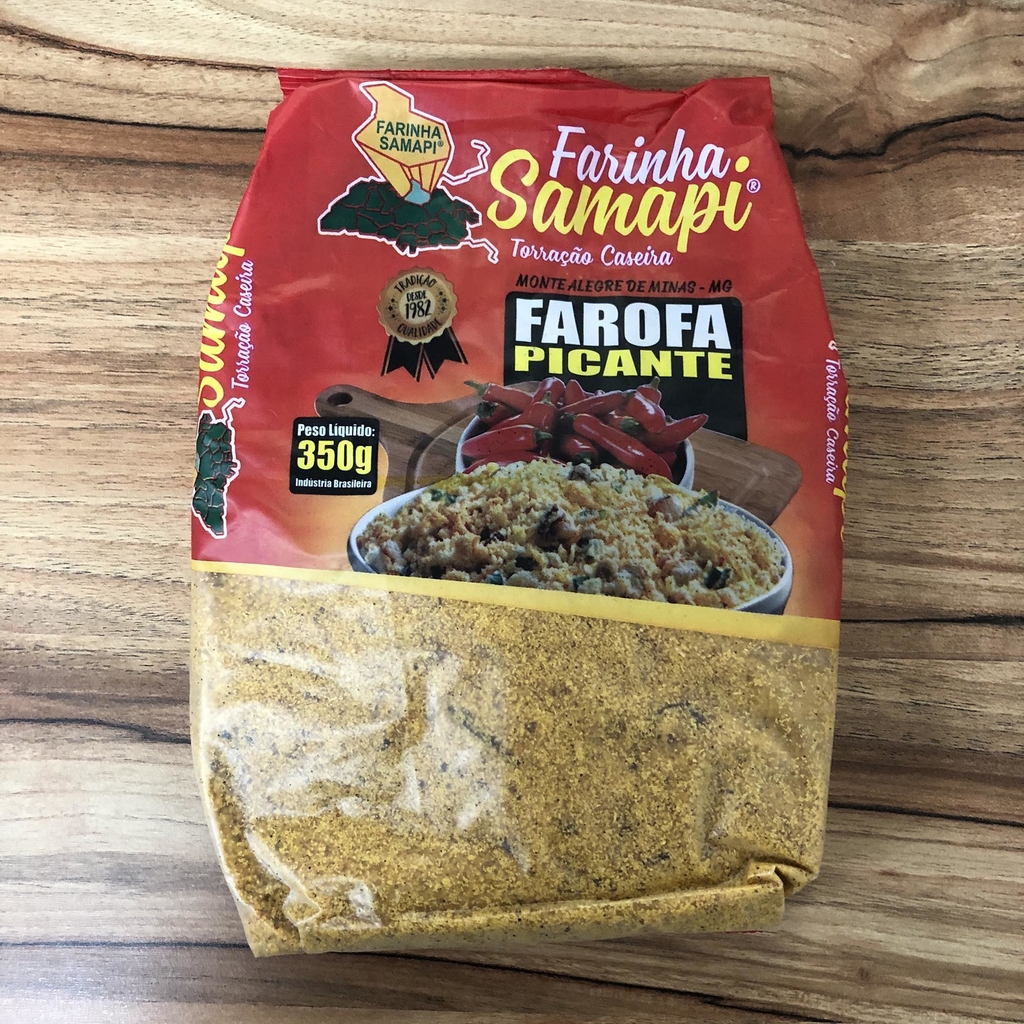 FARINHA
SAMAPI®
Farinha
Samapi®
Torração Caseira
TRADIÇÃO
DESDE
1982
QUALIDADE
MONTE ALEGRE DE MINAS - MG
FAROFA
PICANTE
Peso Líquido:
350g
Indústria Brasileira
Torração Caseira
Torração Caseira